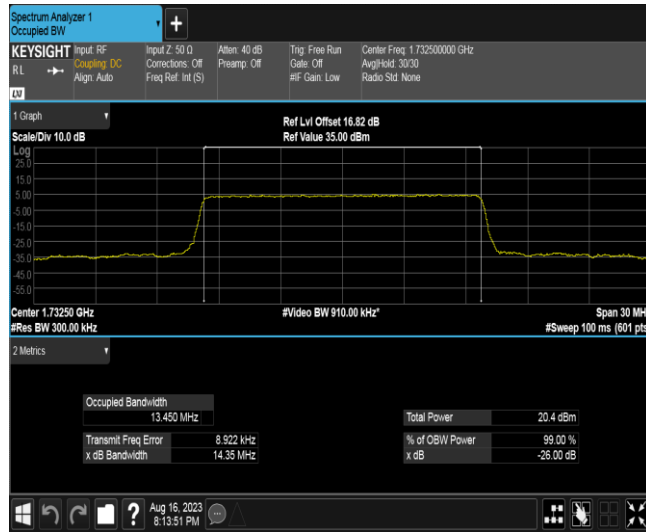 Spectrum Analyzer 1
Occupied BW
+
KEYSIGHT Input: RF Input Z: 50 Ω Atten: 40 dB Trig: Free Run Center Freq: 1.732500000 GHz
RL Coupling: DC Corrections: Off Preamp: Off Gate: Off Avg|Hold: 30/30
Align: Auto Freq Ref: Int (S) #IF Gain: Low Radio Std: None
LXI
1 Graph
Ref Lvl Offset 16.82 dB
Scale/Div 10.0 dB Ref Value 35.00 dBm
Log
25.0
15.0
5.00
-5.00
-15.0
-25.0
-35.0
-45.0
-55.0
Center 1.73250 GHz #Video BW 910.00 kHz* Span 30 MH
#Res BW 300.00 kHz #Sweep 100 ms (601 pts
2 Metrics
Occupied Bandwidth
13.450 MHz Total Power 20.4 dBm
Transmit Freq Error 8.922 kHz % of OBW Power 99.00 %
x dB Bandwidth 14.35 MHz x dB -26.00 dB
? Aug 16, 2023
8:13:51 PM